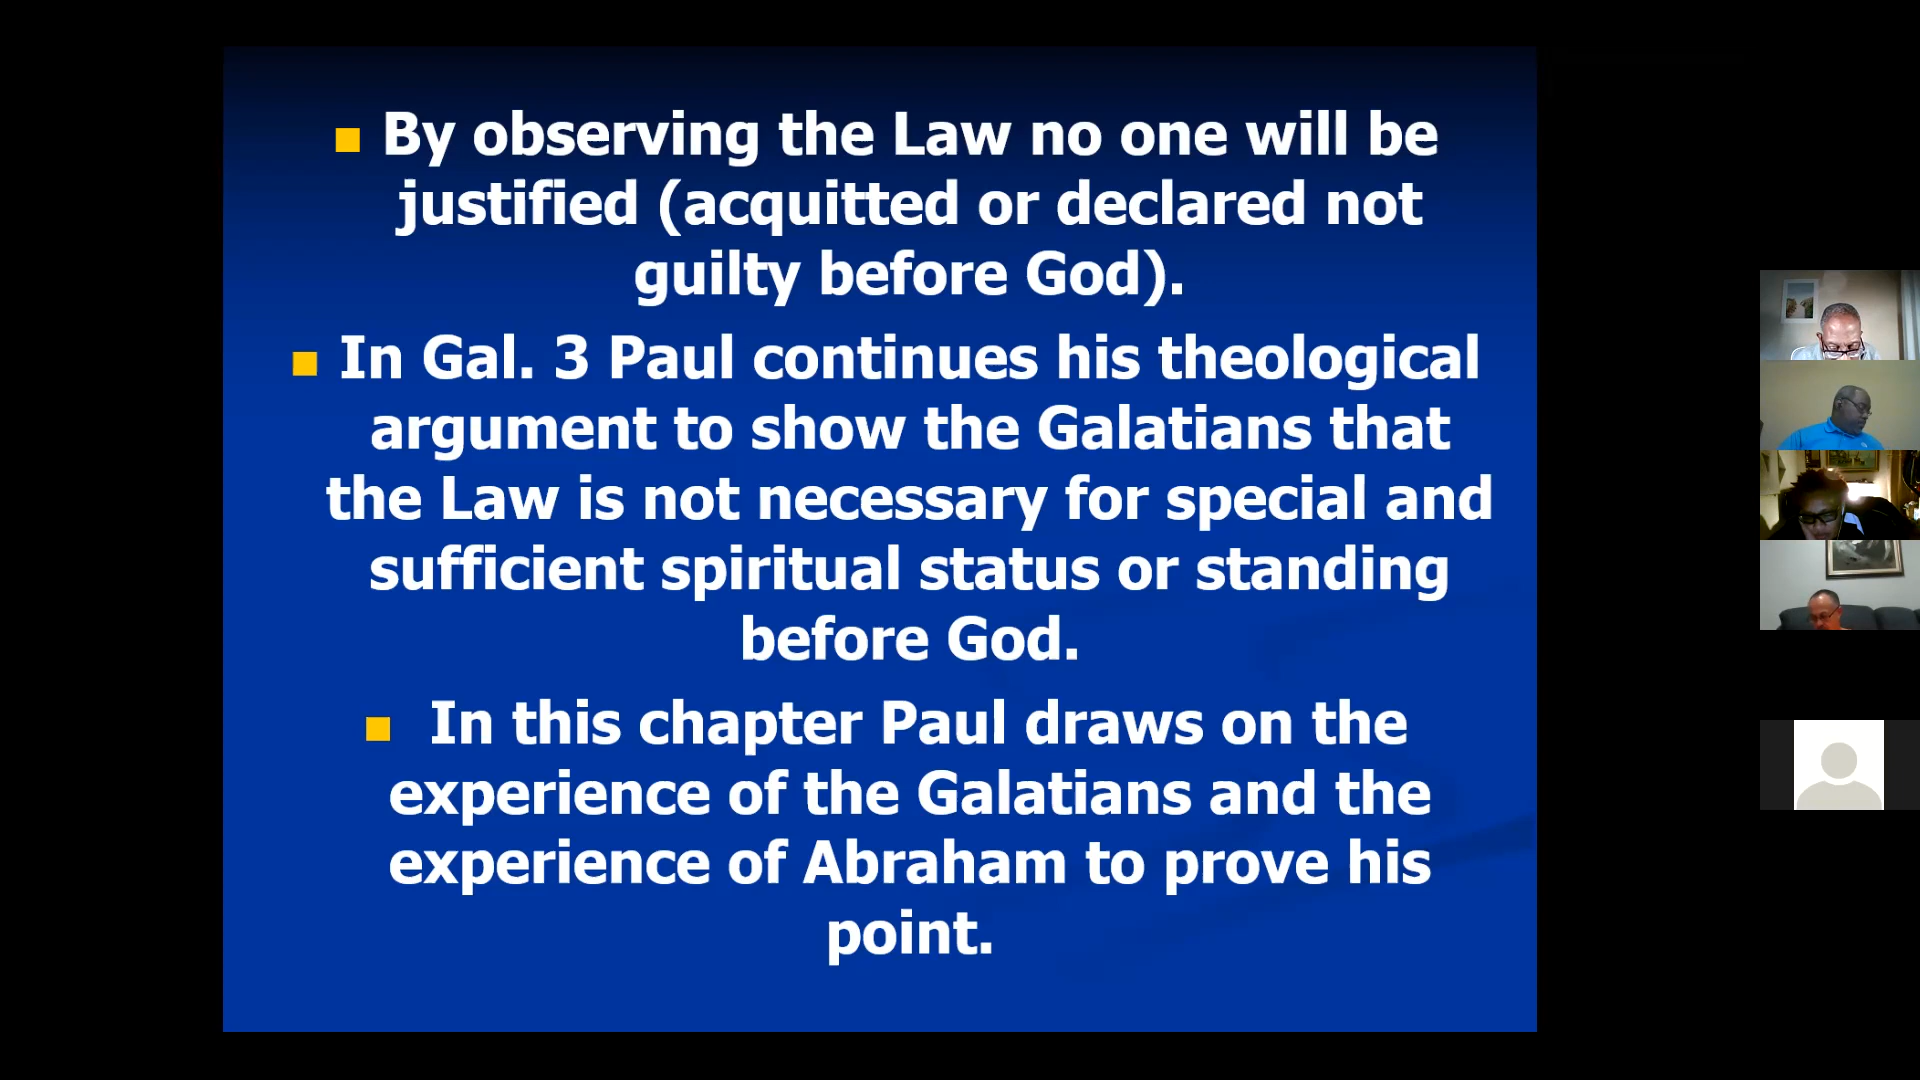 By observing the Law no one will be
justified (acquitted or declared not
guilty before God).
In Gal. 3 Paul continues his theological
argument to show the Galatians that
the Law is not necessary for special and
sufficient spiritual status or standing
before God.
In this chapter Paul draws on the
experience of the Galatians and the
experience of Abraham to prove his
point.